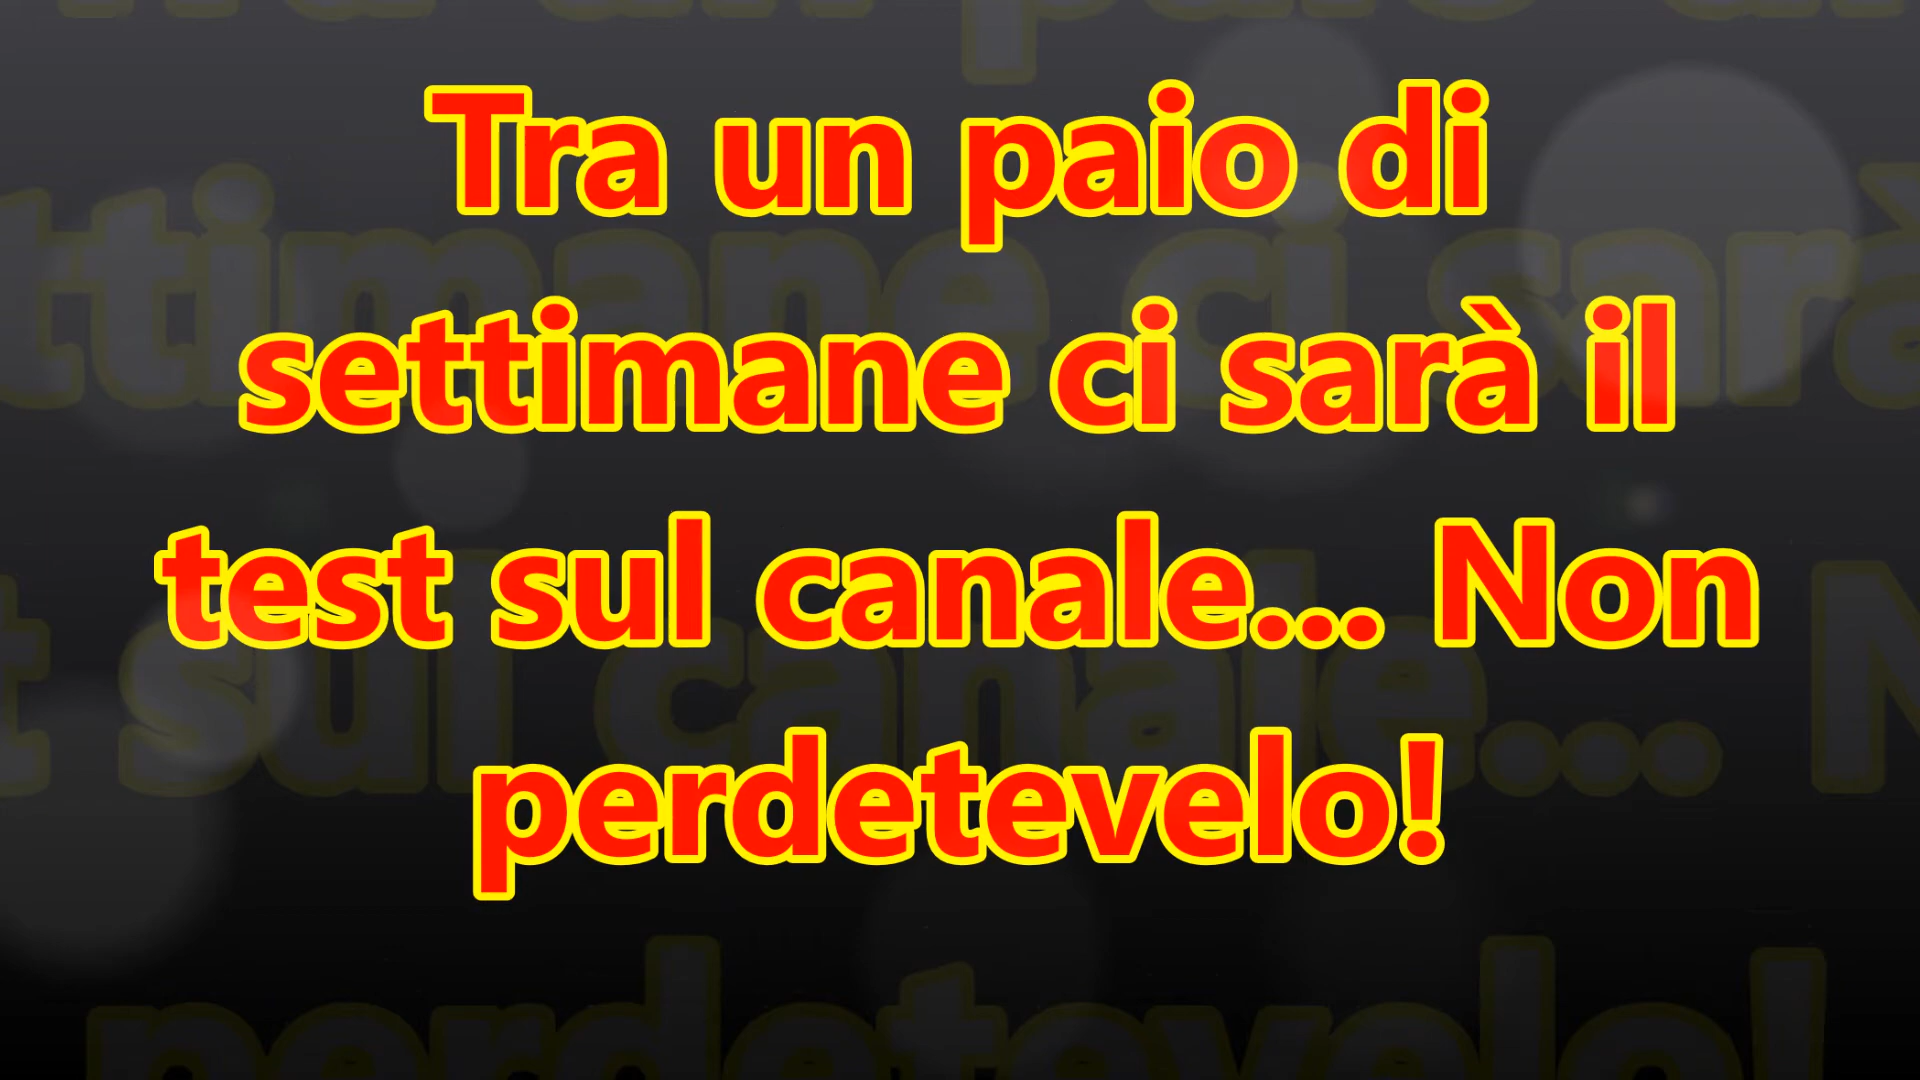 Tra un paio di
settimane ci sarà il
test sul canale... Non
perdetevelo!